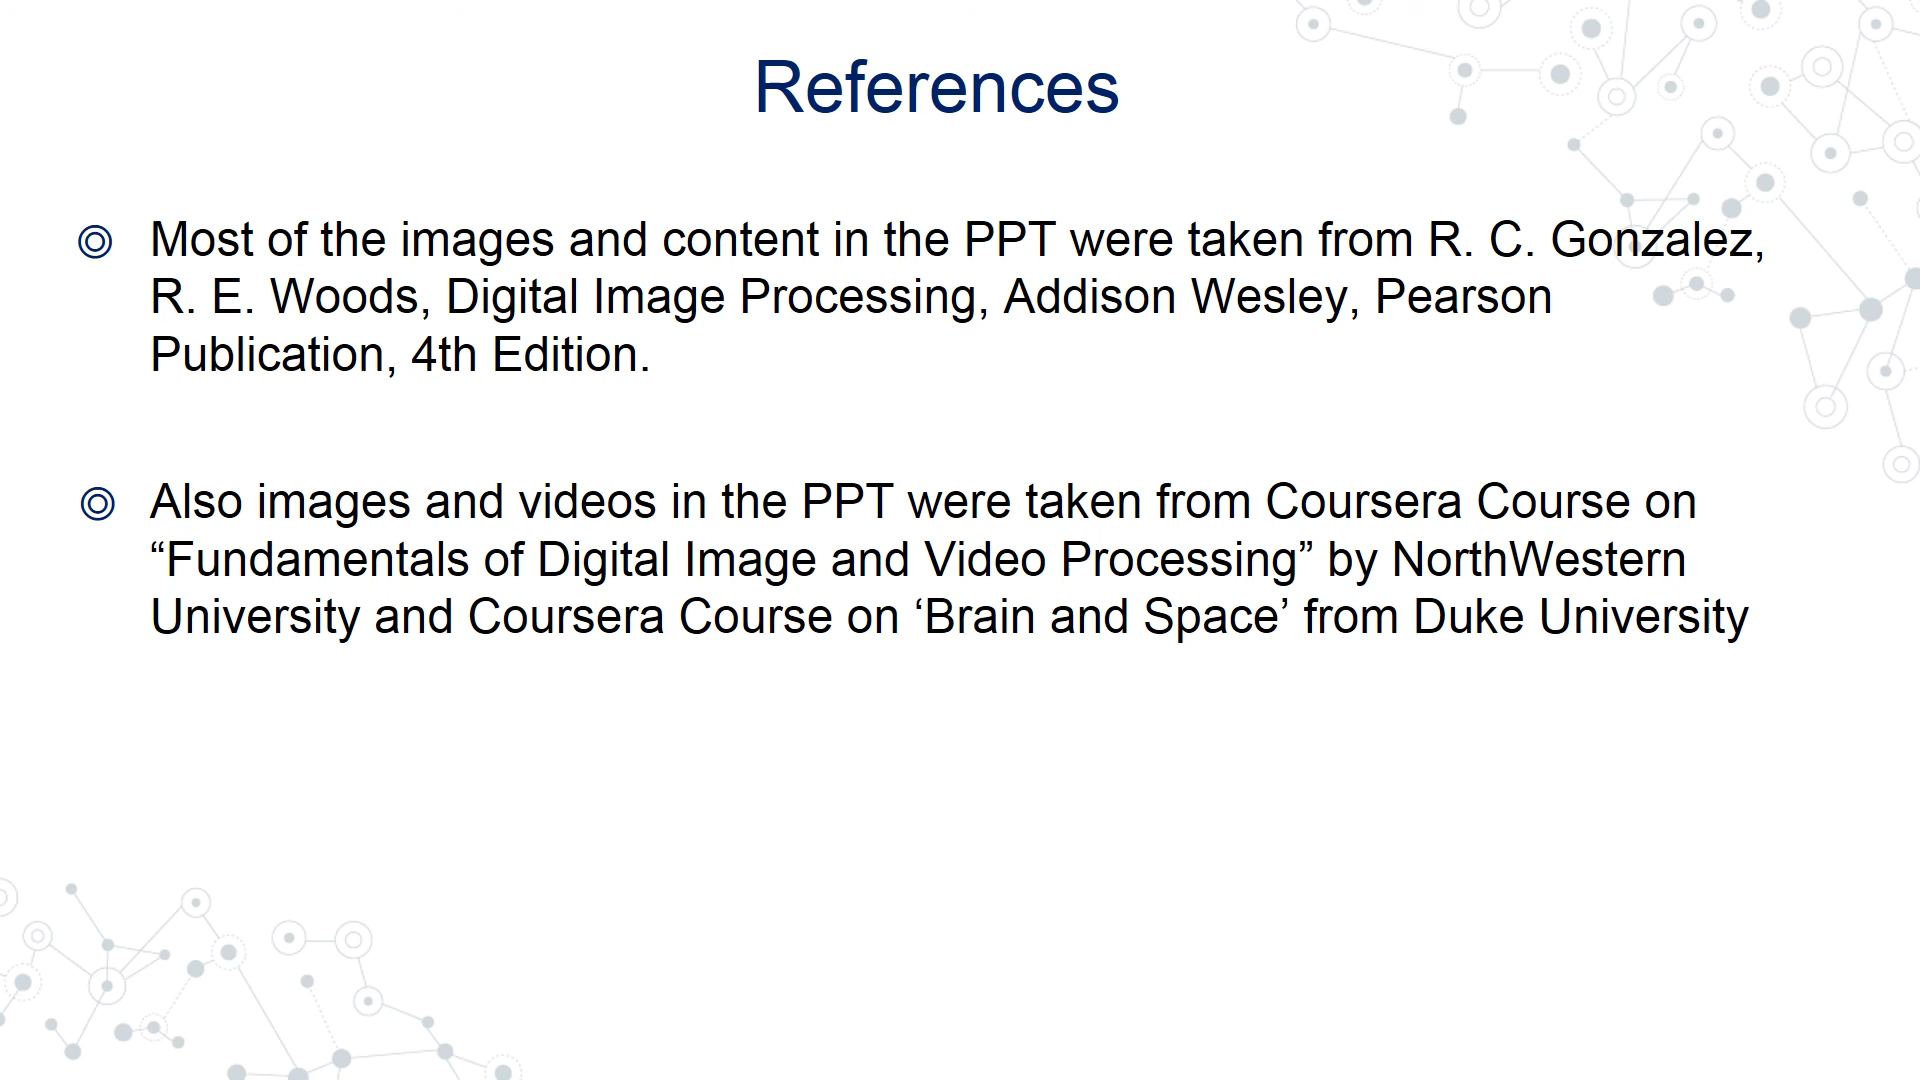 References
Most of the images and content in the PPT were taken from R. C. Gonzalez,
R. E. Woods, Digital Image Processing, Addison Wesley, Pearson
Publication, 4th Edition.
Also images and videos in the PPT were taken from Coursera Course on
“Fundamentals of Digital Image and Video Processing” by NorthWestern
University and Coursera Course on ‘Brain and Space’ from Duke University